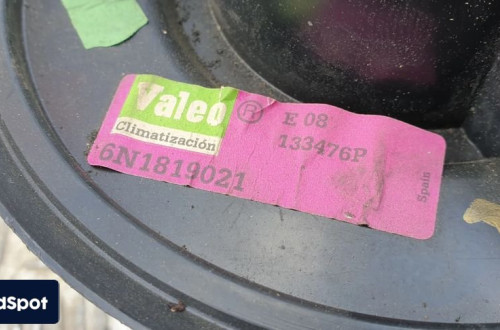 Valeo
Climatización
6N1819021
R E 08
133476P
Spain
dSpot